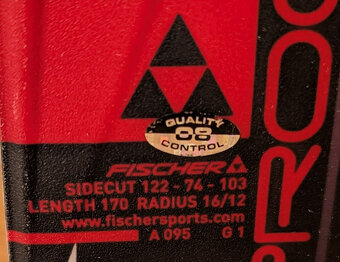 QUALITY
08
CONTROL
FISCHER
SIDECUT 122 - 74 - 103
LENGTH 170 RADIUS 16/12
www.fischersports.com
A 095 G 1